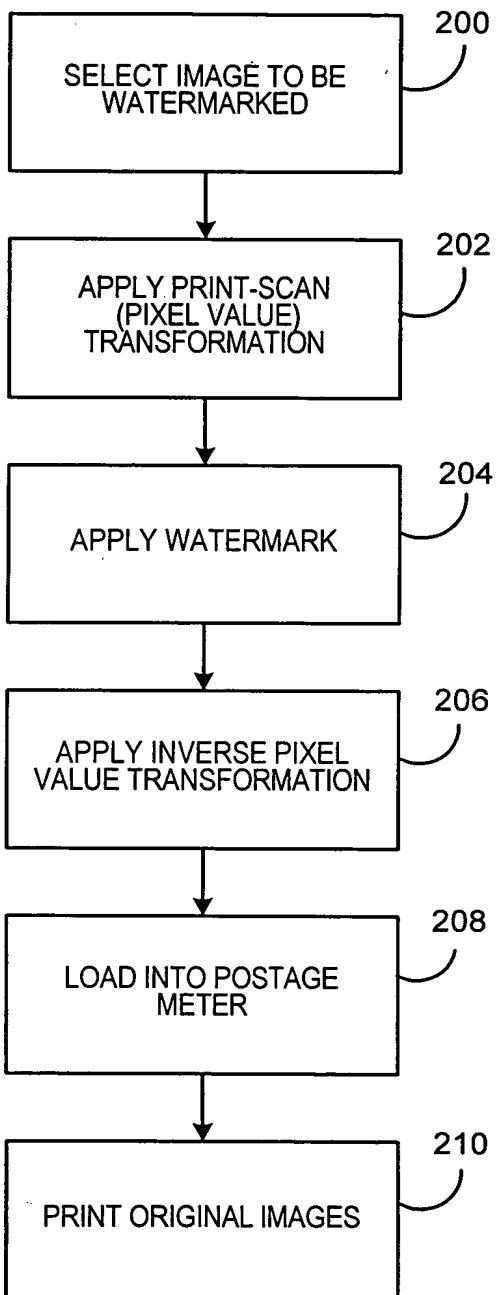 200
SELECT IMAGE TO BE
WATERMARKED
202
APPLY PRINT-SCAN
(PIXEL VALUE)
TRANSFORMATION
204
APPLY WATERMARK
206
APPLY INVERSE PIXEL
VALUE TRANSFORMATION
208
LOAD INTO POSTAGE
METER
210
PRINT ORIGINAL IMAGES